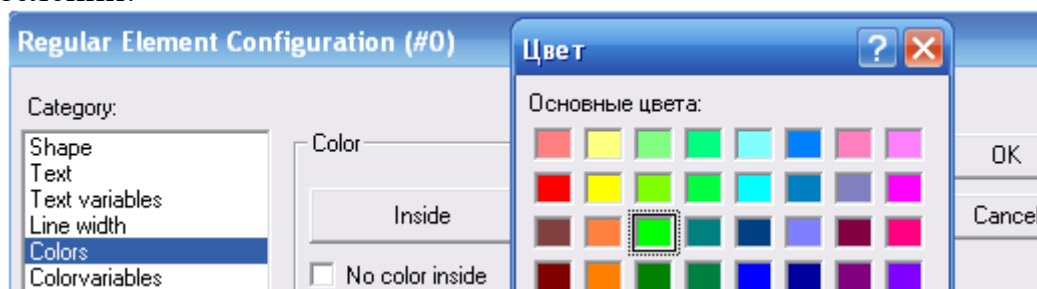 Regular Element Configuration (#0)
Цвет
Category:
Shape
Text
Text variables
Line width
Colors
Colorvariables
Color
Inside
No color inside
Основные цвета:
OK
Cancel